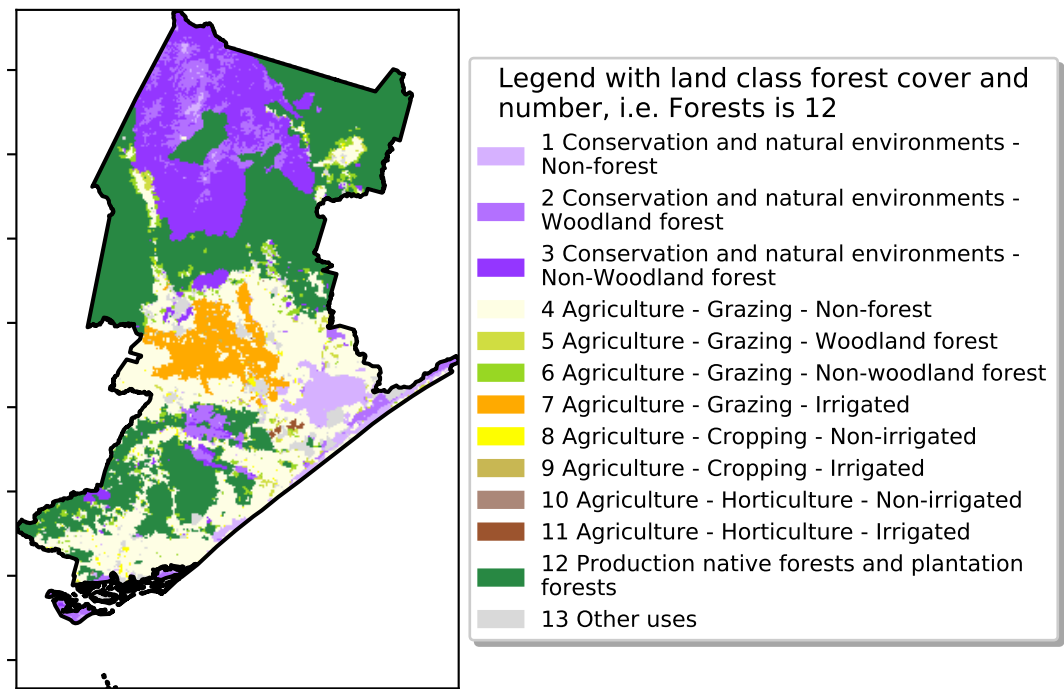 Legend with land class forest cover and
number, i.e. Forests is 12
1 Conservation and natural environments -
Non-forest
2 Conservation and natural environments -
Woodland forest
3 Conservation and natural environments -
Non-Woodland forest
4 Agriculture - Grazing - Non-forest
5 Agriculture - Grazing - Woodland forest
6 Agriculture - Grazing - Non-woodland forest
7 Agriculture - Grazing - Irrigated
8 Agriculture - Cropping - Non-irrigated
9 Agriculture - Cropping - Irrigated
10 Agriculture - Horticulture - Non-irrigated
11 Agriculture - Horticulture - Irrigated
12 Production native forests and plantation
forests
13 Other uses